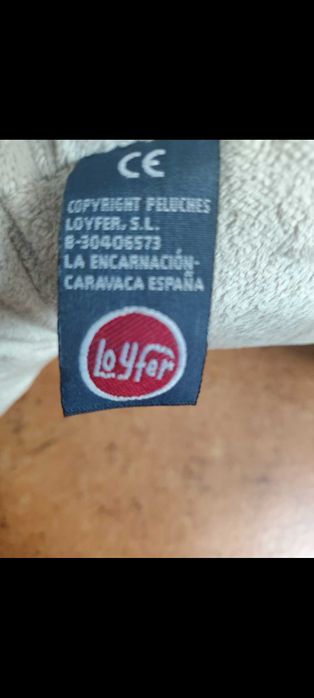 CE
COPYRIGHT PELUCHES
LOYFER, S.L.
B-30406573
LA ENCARNACIÓN-
CARAVACA ESPAÑA
Loyfer